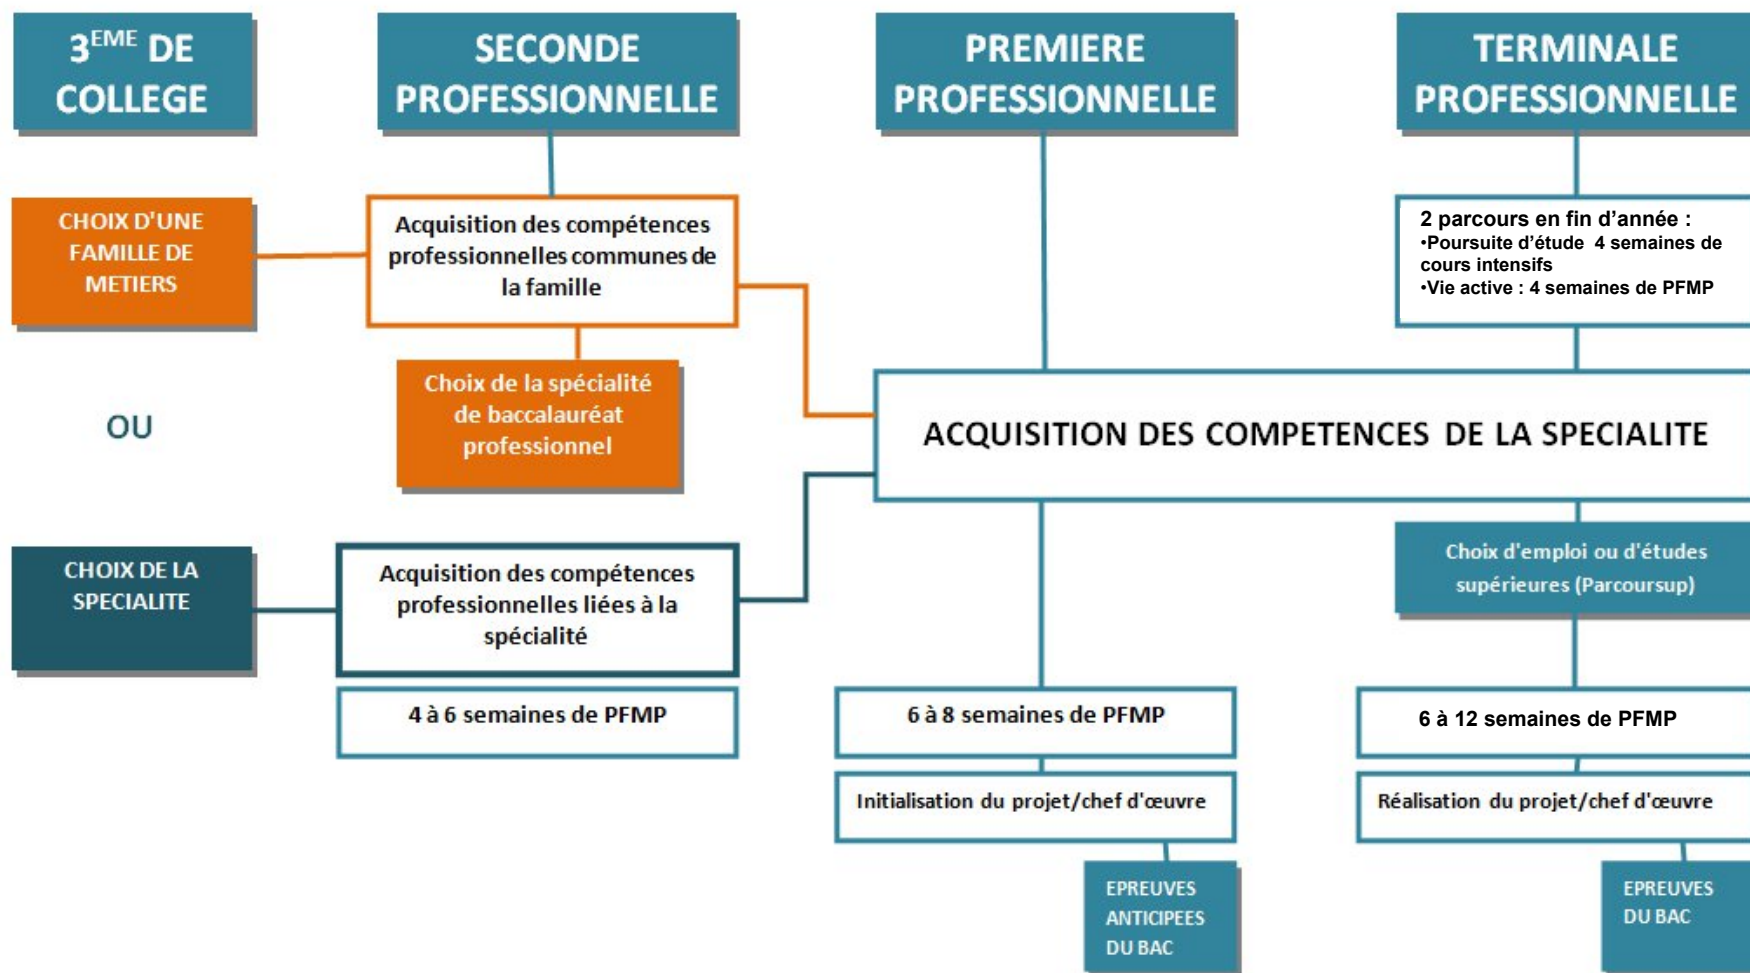 3EME DE
COLLEGE
SECONDE
PROFESSIONNELLE
PREMIERE
PROFESSIONNELLE
TERMINALE
PROFESSIONNELLE
CHOIX D'UNE
FAMILLE DE
METIERS
Acquisition des compétences
professionnelles communes de
la famille
2 parcours en fin d’année :
•Poursuite d’étude 4 semaines de
cours intensifs
•Vie active : 4 semaines de PFMP
Choix de la spécialité
de baccalauréat
professionnel
OU
ACQUISITION DES COMPETENCES DE LA SPECIALITE
CHOIX DE LA
SPECIALITE
Acquisition des compétences
professionnelles liées à la
spécialité
Choix d'emploi ou d'études
supérieures (Parcoursup)
4 à 6 semaines de PFMP
6 à 8 semaines de PFMP
6 à 12 semaines de PFMP
Initialisation du projet/chef d'œuvre
Réalisation du projet/chef d'œuvre
EPREUVES
ANTICIPEES
DU BAC
EPREUVES
DU BAC